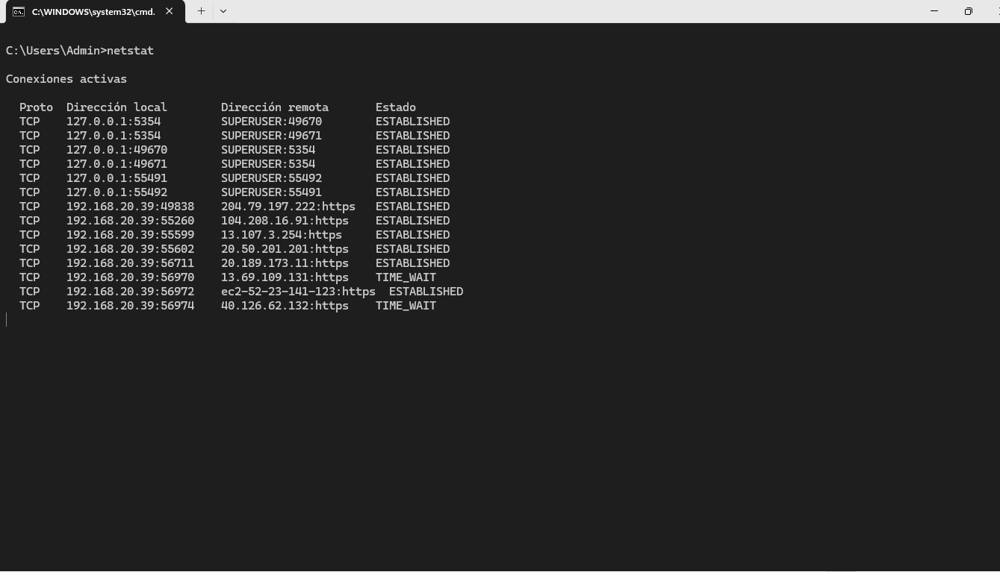 C:\WINDOWS\system32\cmd.
C:\Users\Admin>netstat
Conexiones activas
Proto  Dirección local        Dirección remota       Estado
TCP    127.0.0.1:5354         SUPERUSER:49670        ESTABLISHED
TCP    127.0.0.1:5354         SUPERUSER:49671        ESTABLISHED
TCP    127.0.0.1:49670        SUPERUSER:5354         ESTABLISHED
TCP    127.0.0.1:49671        SUPERUSER:5354         ESTABLISHED
TCP    127.0.0.1:55491        SUPERUSER:55492        ESTABLISHED
TCP    127.0.0.1:55492        SUPERUSER:55491        ESTABLISHED
TCP    192.168.20.39:49838    204.79.197.222:https   ESTABLISHED
TCP    192.168.20.39:55260    104.208.16.91:https    ESTABLISHED
TCP    192.168.20.39:55599    13.107.3.254:https     ESTABLISHED
TCP    192.168.20.39:55602    20.50.201.201:https    ESTABLISHED
TCP    192.168.20.39:56711    20.189.173.11:https    ESTABLISHED
TCP    192.168.20.39:56970    13.69.109.131:https    TIME_WAIT
TCP    192.168.20.39:56972    ec2-52-23-141-123:https  ESTABLISHED
TCP    192.168.20.39:56974    40.126.62.132:https    TIME_WAIT